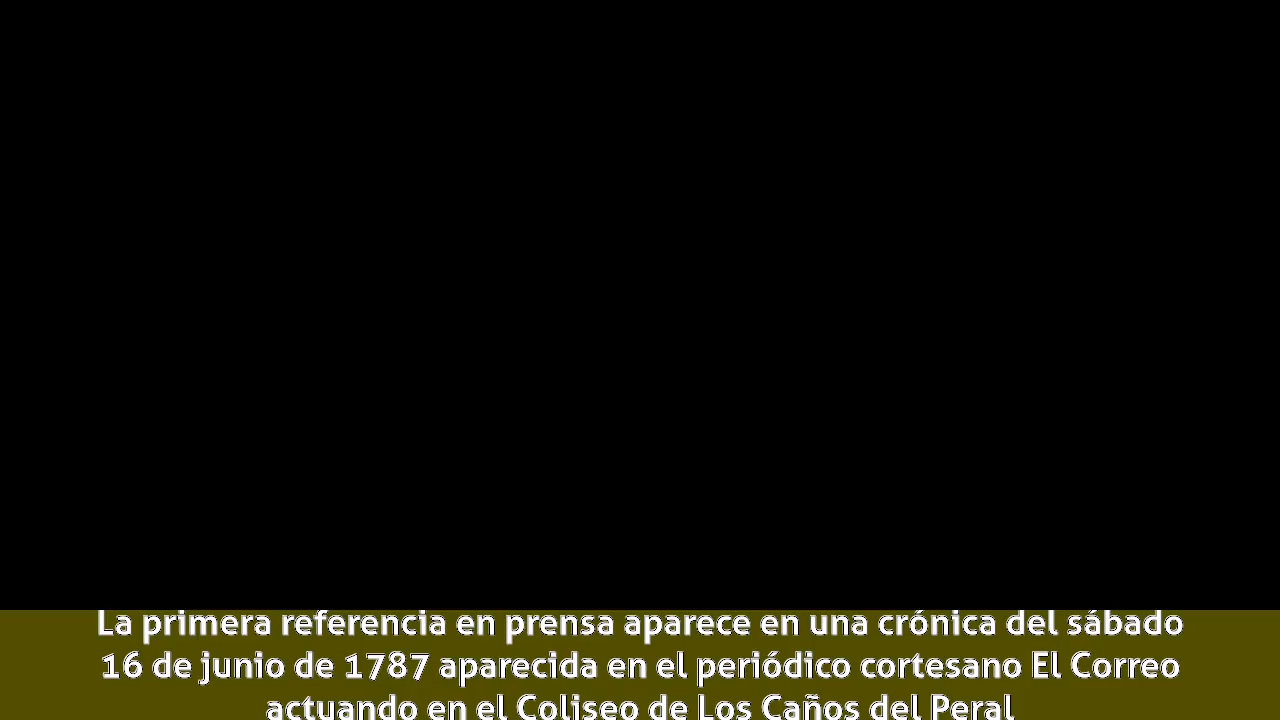 La primera referencia en prensa aparece en una crónica del sábado
16 de junio de 1787 aparecida en el periódico cortesano El Correo
actuando en el Coliseo de Los Caños del Peral